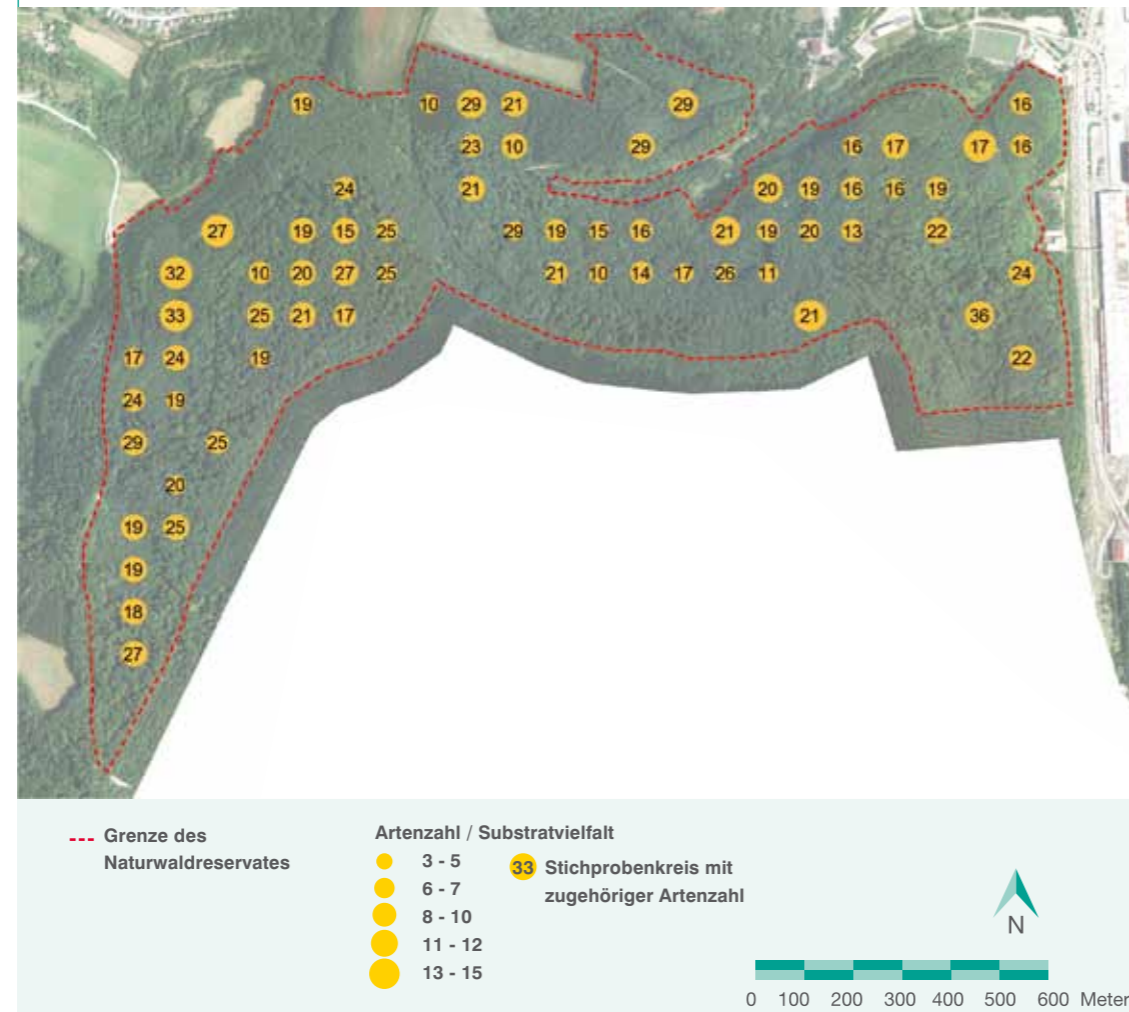 19 10 29 21 29 16
23 10 29 16 17 17 16
24 21 20 19 16 16 19
27 19 15 25 29 19 15 16 21 19 20 13 22
32 10 20 27 25 21 10 14 17 26 11 24
33 25 21 17 21 36
17 24 19 22
24 19
29 25
20
19 25
19
18
27
Grenze des
Naturwaldreservates
Artenzahl / Substratvielfalt
3 - 5
6 - 7
8 - 10
11 - 12
13 - 15
33 Stichprobenkreis mit
zugehöriger Artenzahl
N
0 100 200 300 400 500 600 Meter